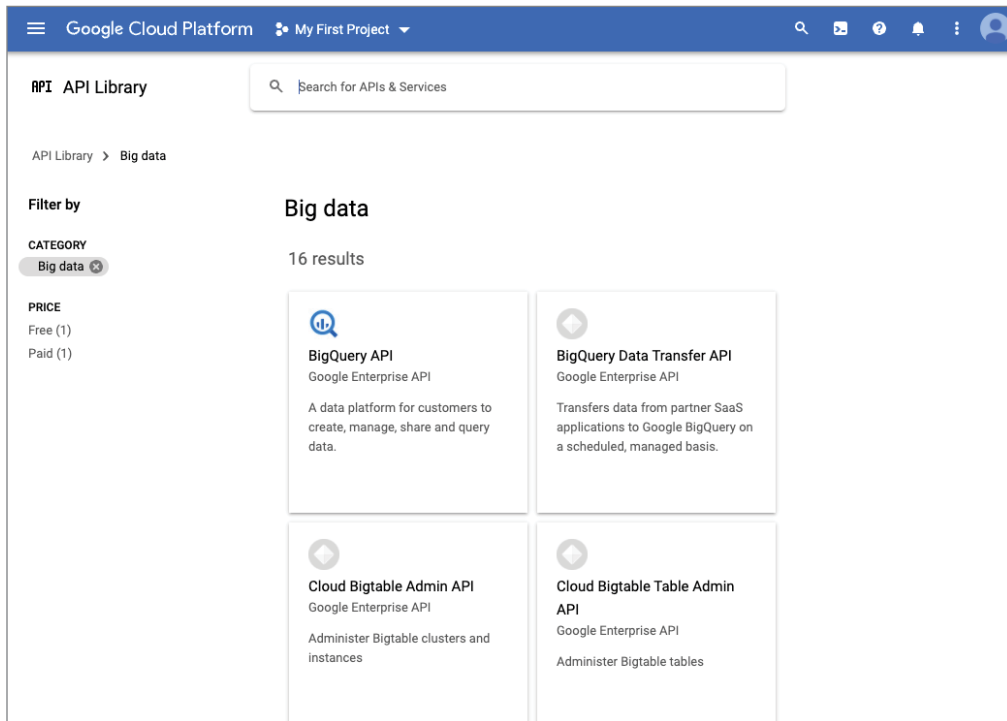 Google Cloud Platform My First Project
API API Library
Search for APIs & Services
API Library > Big data
Filter by
CATEGORY
Big data
PRICE
Free (1)
Paid (1)
Big data
16 results
BigQuery API
Google Enterprise API
A data platform for customers to
create, manage, share and query
data.
BigQuery Data Transfer API
Google Enterprise API
Transfers data from partner SaaS
applications to Google BigQuery on
a scheduled, managed basis.
Cloud Bigtable Admin API
Google Enterprise API
Administer Bigtable clusters and
instances
Cloud Bigtable Table Admin
API
Google Enterprise API
Administer Bigtable tables